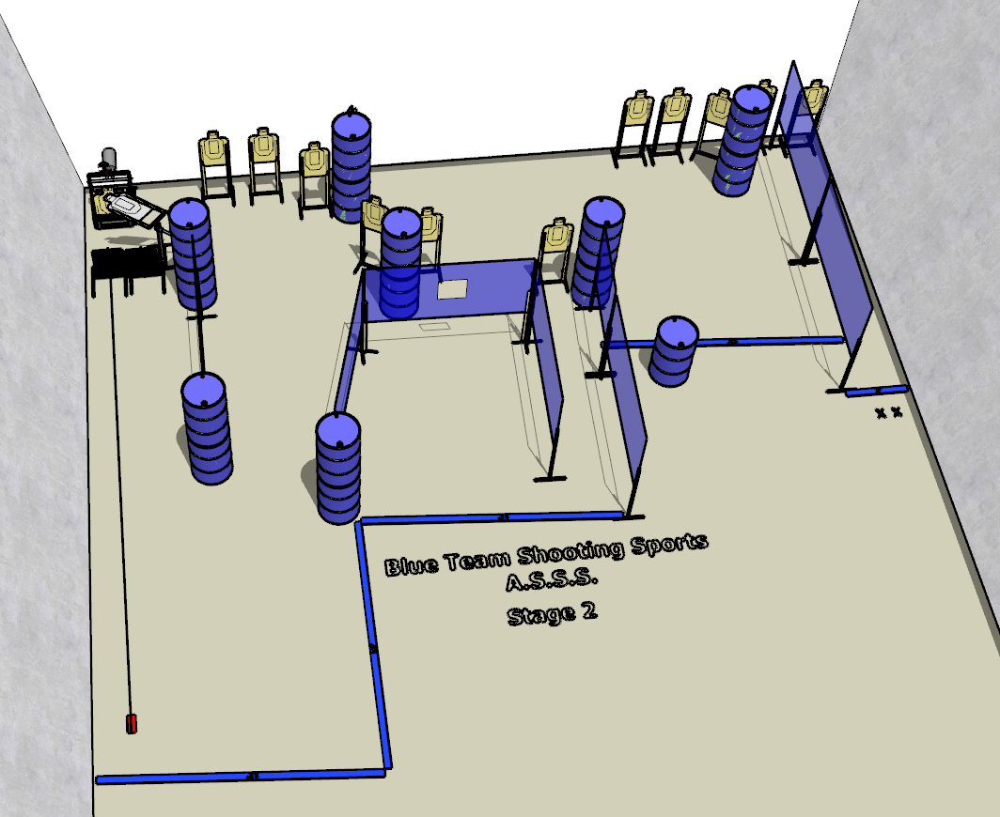 Blue Team Shooting Sports
A.S.S.S.
Stage 2
X X